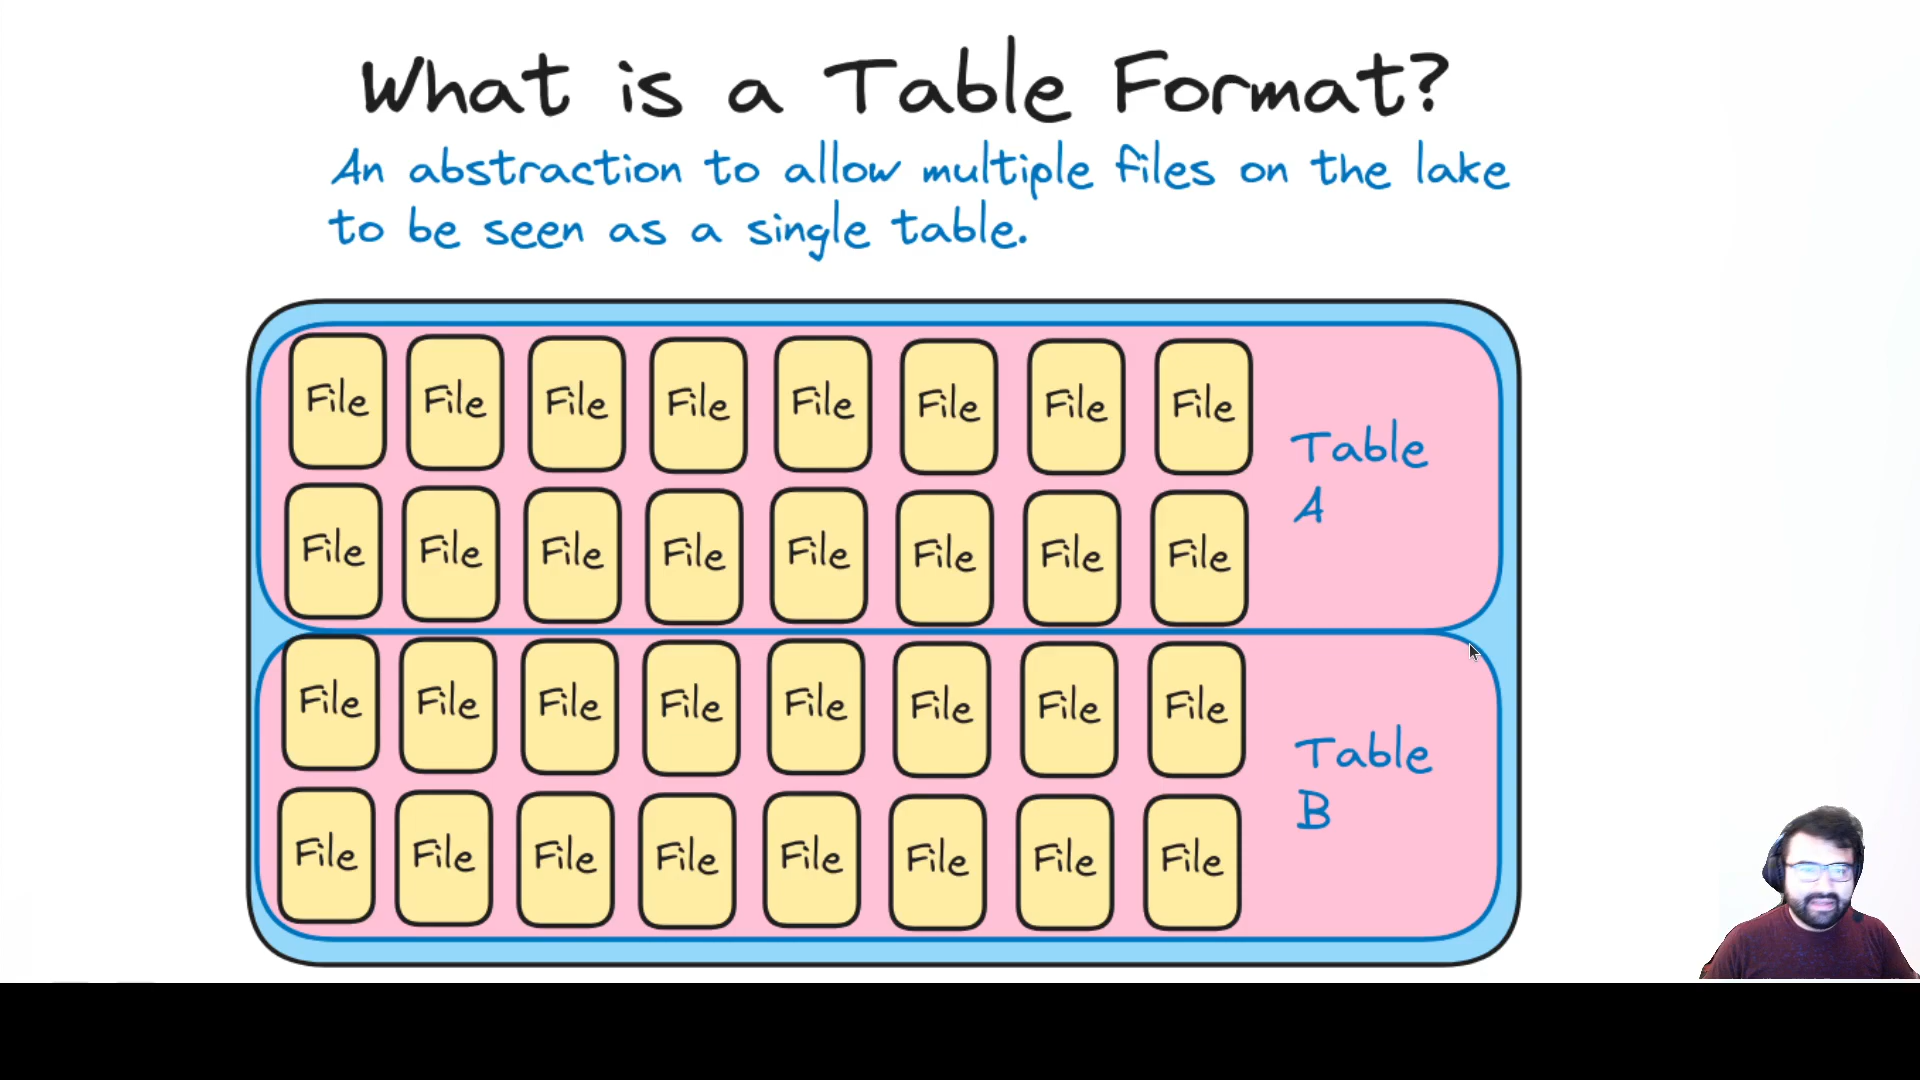 What is a Table Format?
An abstraction to allow multiple files on the lake
to be seen as a single table.
File File File File File File File File
Table
A
File File File File File File File File
File File File File File File File File
Table
B
File File File File File File File File